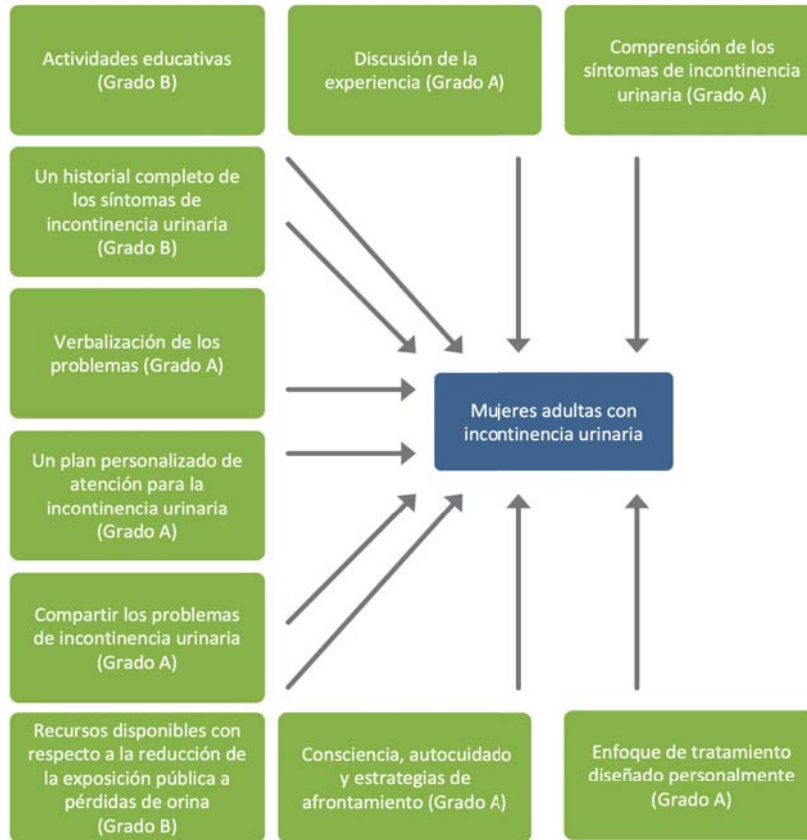 Actividades educativas
(Grado B)
Discusión de la
experiencia (Grado A)
Comprensión de los
síntomas de incontinencia
urinaria (Grado A)
Un historial completo de
los síntomas de
incontinencia urinaria
(Grado B)
Verbalización de los
problemas (Grado A)
Mujeres adultas con
incontinencia urinaria
Un plan personalizado de
atención para la
incontinencia urinaria
(Grado A)
Compartir los problemas
de incontinencia urinaria
(Grado A)
Recursos disponibles con
respecto a la reducción de
la exposición pública a
pérdidas de orina
(Grado B)
Consciencia, autocuidado
y estrategias de
afrontamiento (Grado A)
Enfoque de tratamiento
diseñado personalmente
(Grado A)